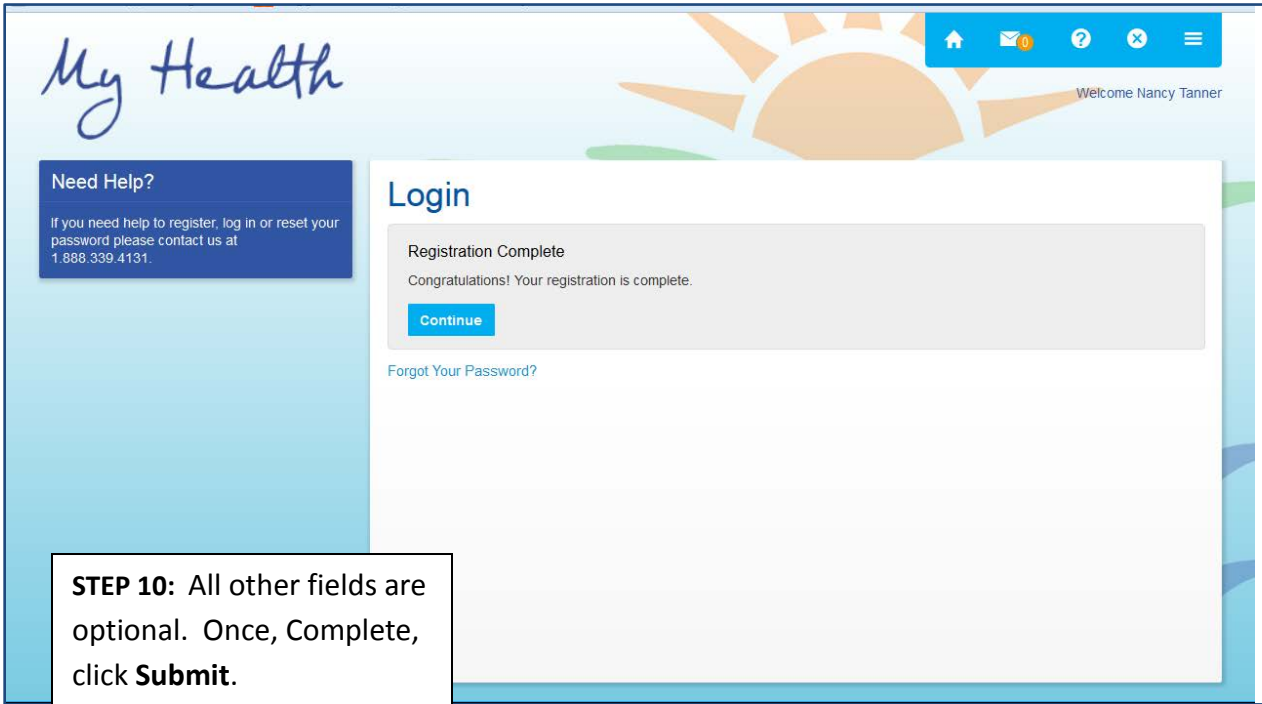 My Health
0
Welcome Nancy Tanner
Need Help?
If you need help to register, log in or reset your
password please contact us at
1.888.339.4131.
Login
Registration Complete
Congratulations! Your registration is complete.
Continue
Forgot Your Password?
STEP 10: All other fields are
optional. Once, Complete,
click Submit.